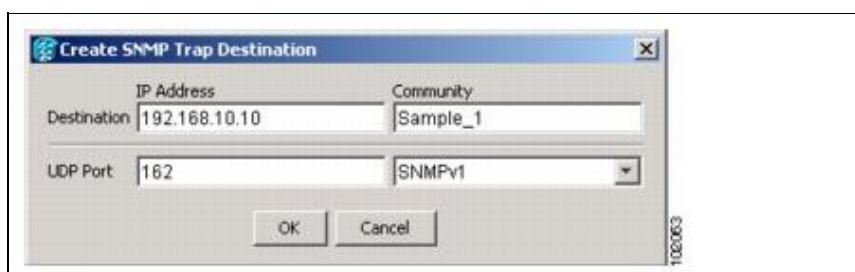 Create SNMP Trap Destination
IP Address Community
Destination 192.168.10.10 Sample_1
UDP Port 162 SNMPv1
OK Cancel
102063